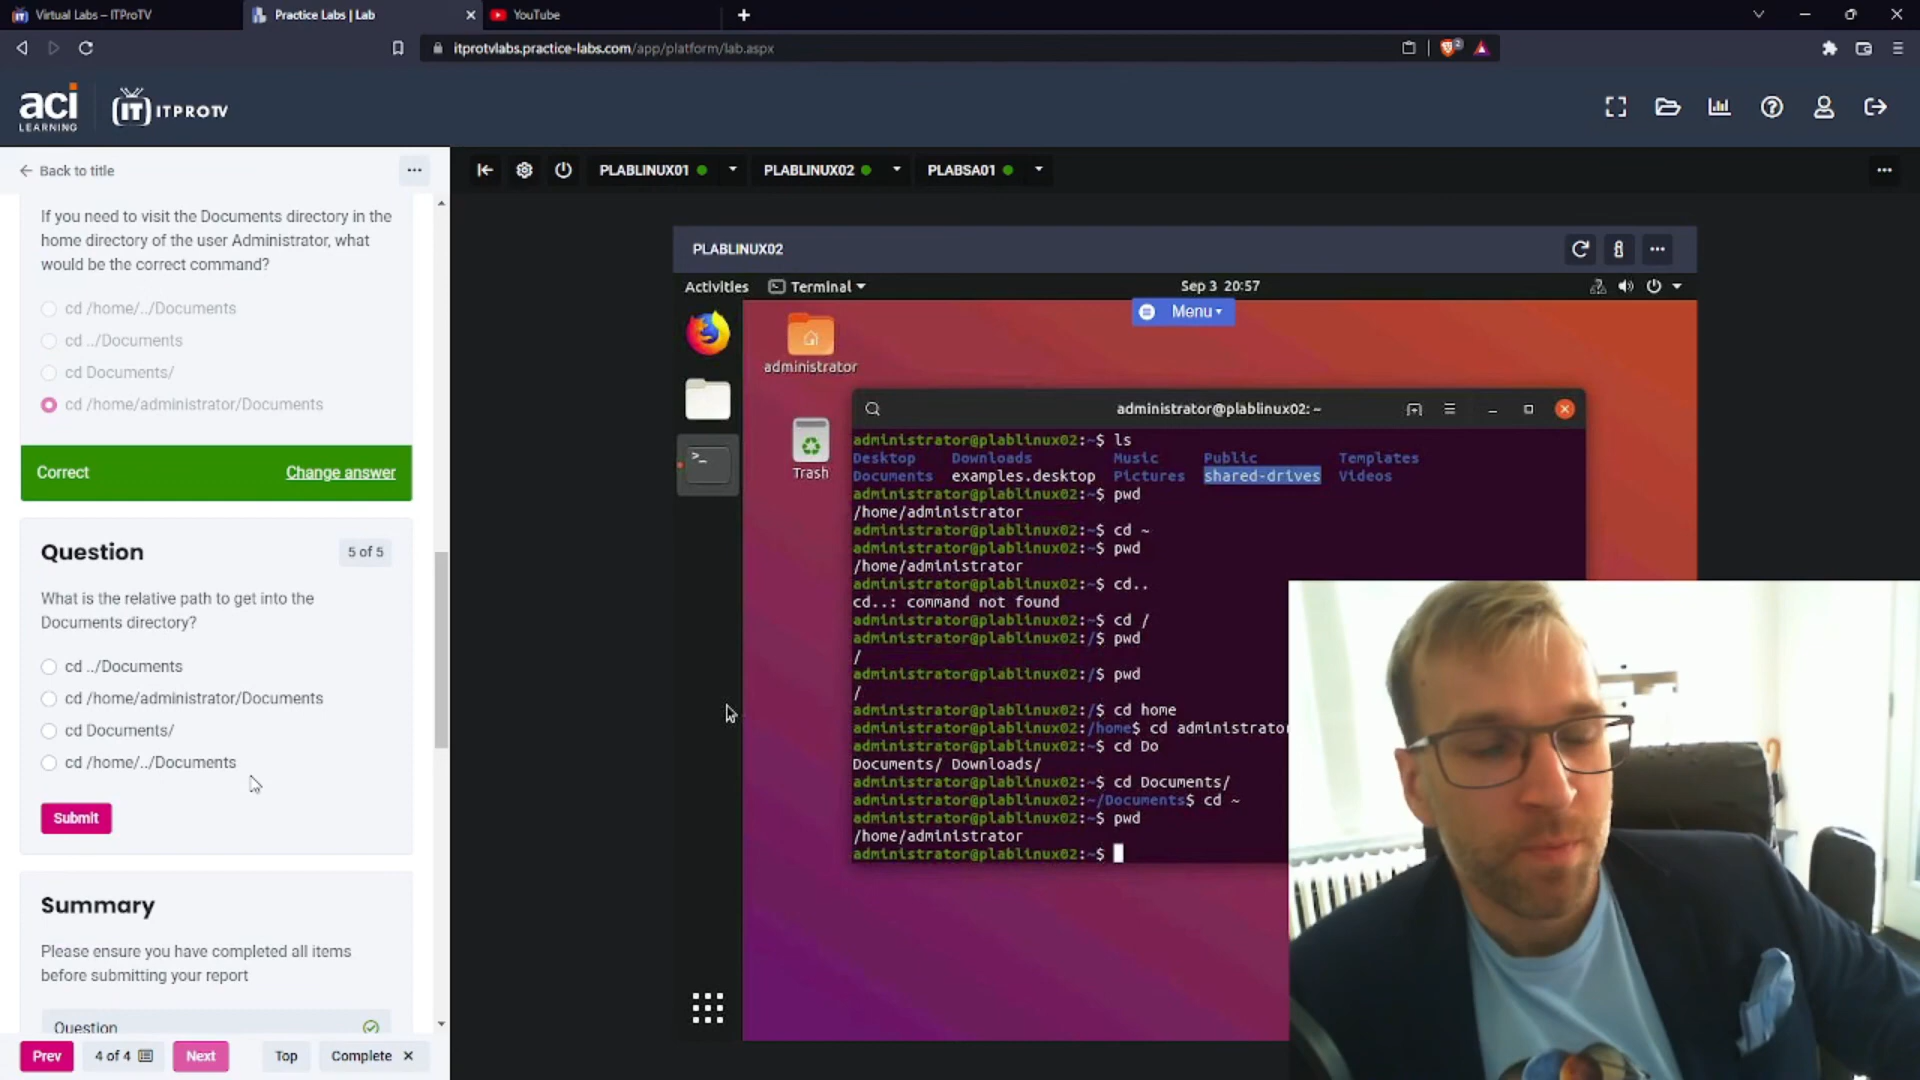 Virtual Labs – ITProTV
Practice Labs | Lab
YouTube
itprotvlabs.practice-labs.com/app/platform/lab.aspx
2
aci
LEARNING
IT
ITPROTV
Back to title
If you need to visit the Documents directory in the
home directory of the user Administrator, what
would be the correct command?
cd /home/../Documents
cd ../Documents
cd Documents/
cd /home/administrator/Documents
Correct
Change answer
Question
5 of 5
What is the relative path to get into the
Documents directory?
cd ../Documents
cd /home/administrator/Documents
cd Documents/
cd /home/../Documents
Submit
Summary
Please ensure you have completed all items
before submitting your report
Question
Prev
4 of 4
Next
Top
Complete
PLABLINUX01
PLABLINUX02
PLABSA01
PLABLINUX02
Activities
Terminal
Sep 3 20:57
Menu
administrator
Trash
administrator@plablinux02: ~
administrator@plablinux02:~$ ls
Desktop Downloads Music Public Templates
Documents examples.desktop Pictures shared-drives Videos
administrator@plablinux02:~$ pwd
/home/administrator
administrator@plablinux02:~$ cd ~
administrator@plablinux02:~$ pwd
/home/administrator
administrator@plablinux02:~$ cd..
cd..: command not found
administrator@plablinux02:~$ cd /
administrator@plablinux02:/$ pwd
/
administrator@plablinux02:/$ pwd
/
administrator@plablinux02:/$ cd home
administrator@plablinux02:/home$ cd administrator
administrator@plablinux02:~$ cd Do
Documents/ Downloads/
administrator@plablinux02:~$ cd Documents/
administrator@plablinux02:~/Documents$ cd ~
administrator@plablinux02:~$ pwd
/home/administrator
administrator@plablinux02:~$